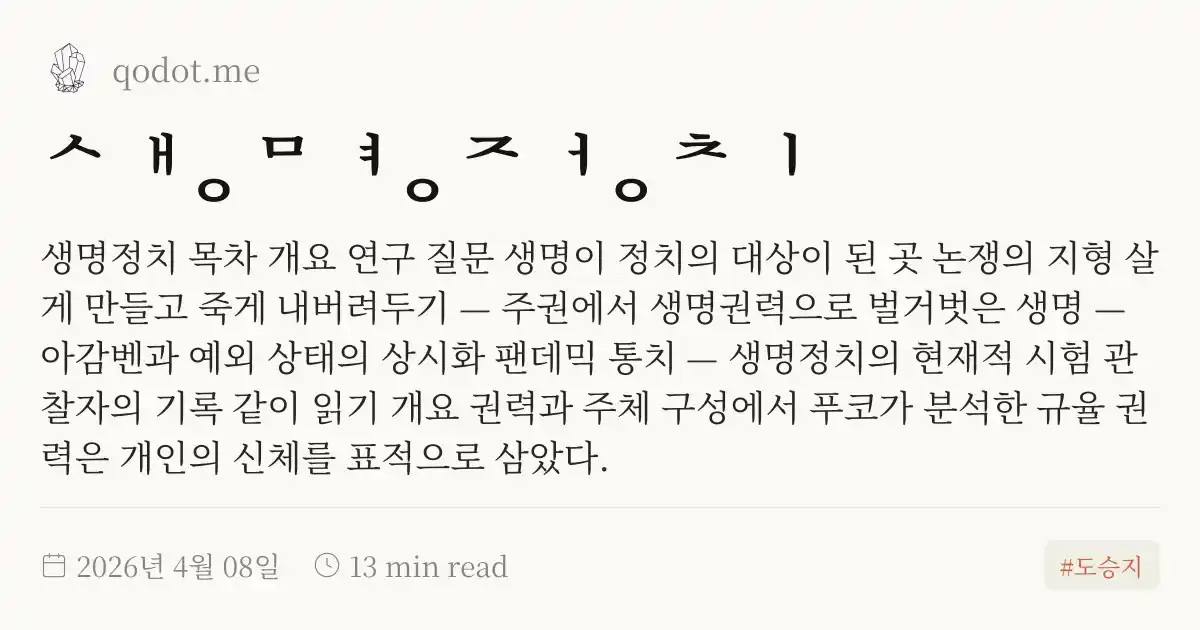 qodot.me
ㅅㅐㅇㅁㅕㅇㅈㅓㅇㅊㅣ
생명정치 목차 개요 연구 질문 생명이 정치의 대상이 된 곳 논쟁의 지형 살
게 만들고 죽게 내버려두기 — 주권에서 생명권력으로 벌거벗은 생명 —
아감벤과 예외 상태의 상시화 팬데믹 통치 — 생명정치의 현재적 시험 관
찰자의 기록 같이 읽기 개요 권력과 주체 구성에서 푸코가 분석한 규율 권
력은 개인의 신체를 표적으로 삼았다.
2026년 4월 08일 13 min read
#도승지